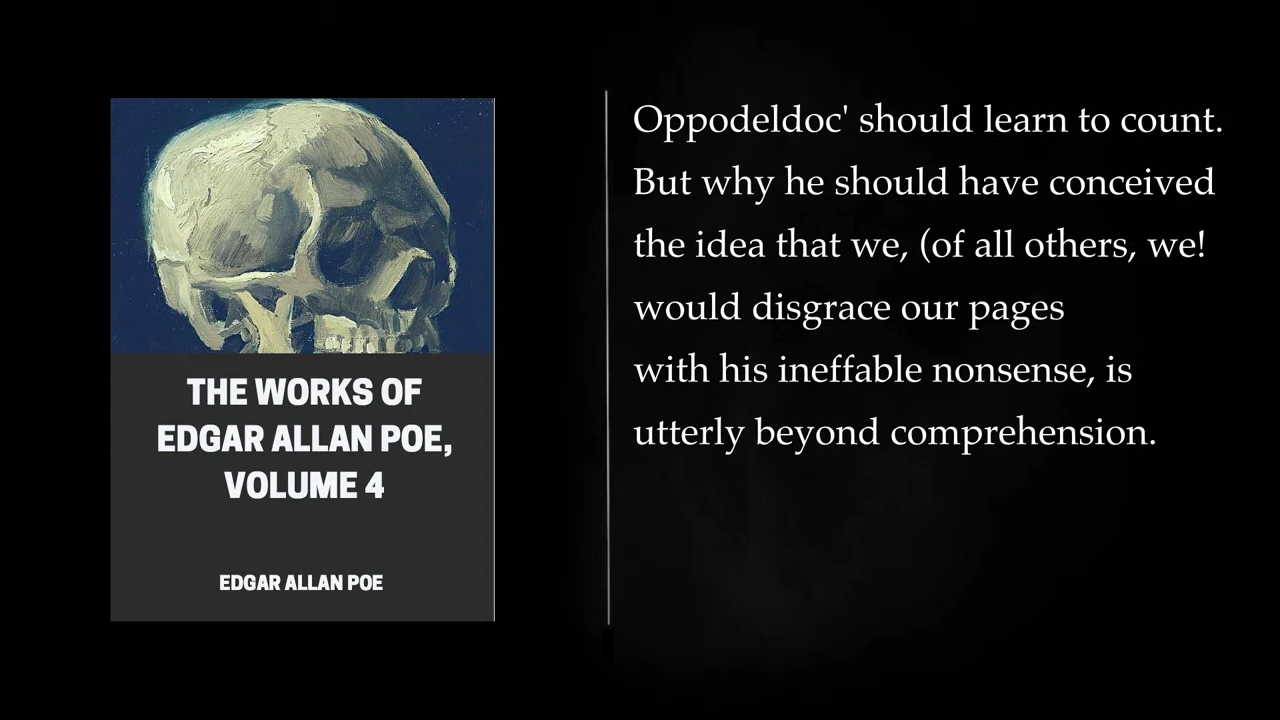 THE WORKS OF
EDGAR ALLAN POE,
VOLUME 4
EDGAR ALLAN POE
Oppodeldoc' should learn to count.
But why he should have conceived
the idea that we, (of all others, we!
would disgrace our pages
with his ineffable nonsense, is
utterly beyond comprehension.